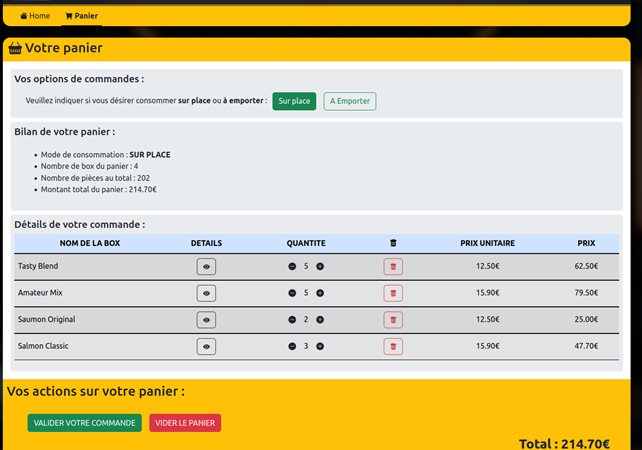 Home Panier
Votre panier
Vos options de commandes :
Veuillez indiquer si vous désirer consommer sur place ou à emporter : Sur place A Emporter
Bilan de votre panier :
Mode de consommation : SUR PLACE
Nombre de box du panier : 4
Nombre de pièces au total : 202
Montant total du panier : 214.70€
Détails de votre commande :
NOM DE LA BOX DETAILS QUANTITE PRIX UNITAIRE PRIX
Tasty Blend 5 12.50€ 62.50€
Amateur Mix 5 15.90€ 79.50€
Saumon Original 2 12.50€ 25.00€
Salmon Classic 3 15.90€ 47.70€
Vos actions sur votre panier :
VALIDER VOTRE COMMANDE VIDER LE PANIER
Total : 214.70€